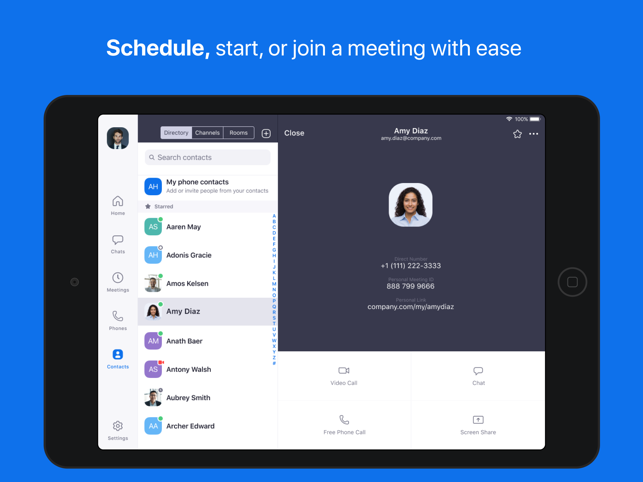 Schedule, start, or join a meeting with ease
100%
Directory Channels Rooms
Close
Amy Diaz
amy.diaz@company.com
Search contacts
AH
My phone contacts
Add or invite people from your contacts
Starred
AS
Aaren May
AH
Adonis Gracie
Amos Kelsen
Amy Diaz
AM
Anath Baer
AS
Antony Walsh
Aubrey Smith
AA
Archer Edward
A
B
C
D
E
F
G
H
I
J
K
L
M
N
O
P
Q
R
S
T
U
V
W
X
Y
Z
#
Home
Chats
Meetings
Phones
Contacts
Settings
Direct Number
+1 (111) 222-3333
Personal Meeting ID
888 799 9666
Personal Link
company.com/my/amydiaz
Video Call
Chat
Free Phone Call
Screen Share